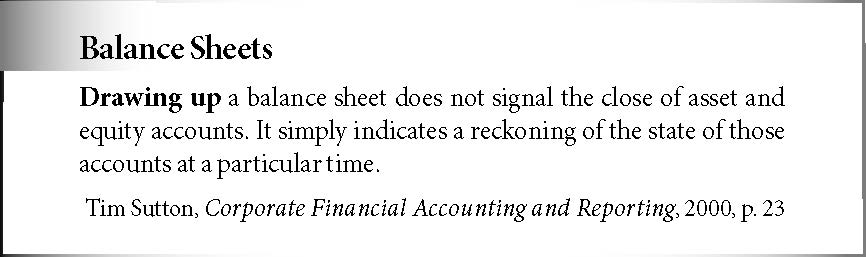 Balance Sheets
Drawing up a balance sheet does not signal the close of asset and
equity accounts. It simply indicates a reckoning of the state of those
accounts at a particular time.
Tim Sutton, Corporate Financial Accounting and Reporting, 2000, p. 23